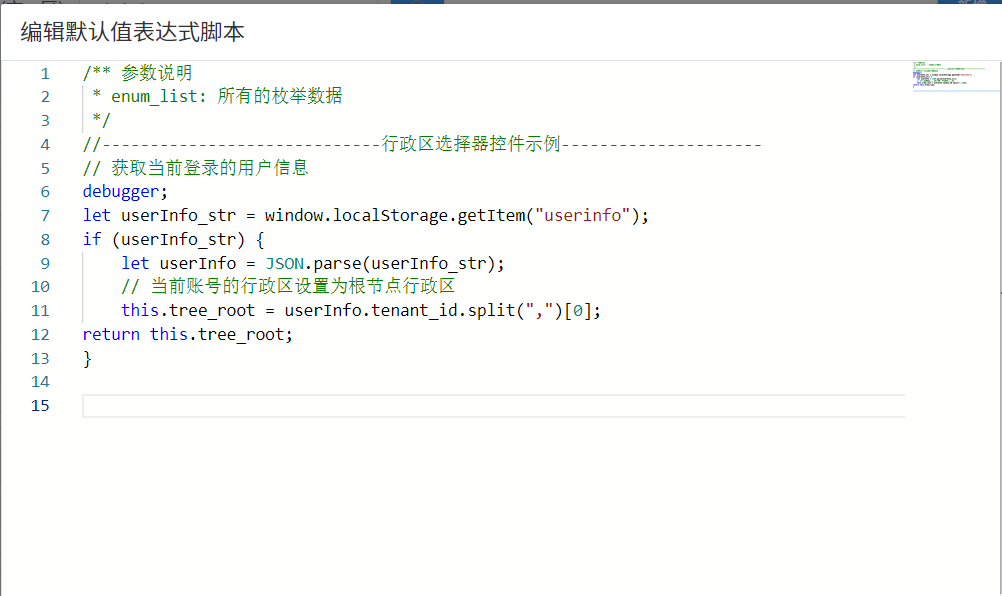 编辑默认值表达式脚本
1 /** 参数说明
2 * enum_list: 所有的枚举数据
3 */
4 //-----------------------------行政区选择器控件示例---------------------
5 // 获取当前登录的用户信息
6 debugger;
7 let userInfo_str = window.localStorage.getItem("userinfo");
8 if (userInfo_str) {
9 let userInfo = JSON.parse(userInfo_str);
10 // 当前账号的行政区设置为根节点行政区
11 this.tree_root = userInfo.tenant_id.split(",")[0];
12 return this.tree_root;
13 }
14
15